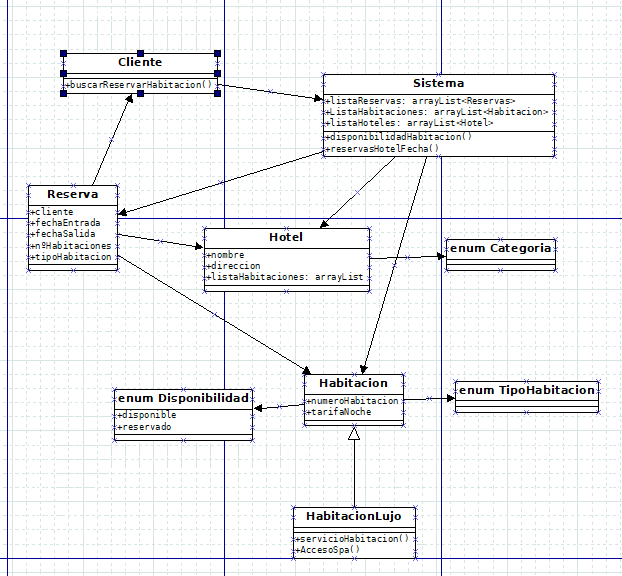 Cliente
+buscarReservarHabitacion()
Sistema
+listaReservas: arrayList<Reservas>
+ListaHabitaciones: arrayList<Habitacion>
+listaHoteles: arrayList<Hotel>
+disponibilidadHabitacion()
+reservasHotelFecha()
Reserva
+cliente
+fechaEntrada
+fechaSalida
+nºHabitaciones
+tipoHabitacion
Hotel
+nombre
+direccion
+listaHabitaciones: arrayList
enum Categoria
Habitacion
+numeroHabitacion
+tarifaNoche
enum TipoHabitacion
enum Disponibilidad
+disponible
+reservado
HabitacionLujo
+servicioHabitacion()
+AccesoSpa()